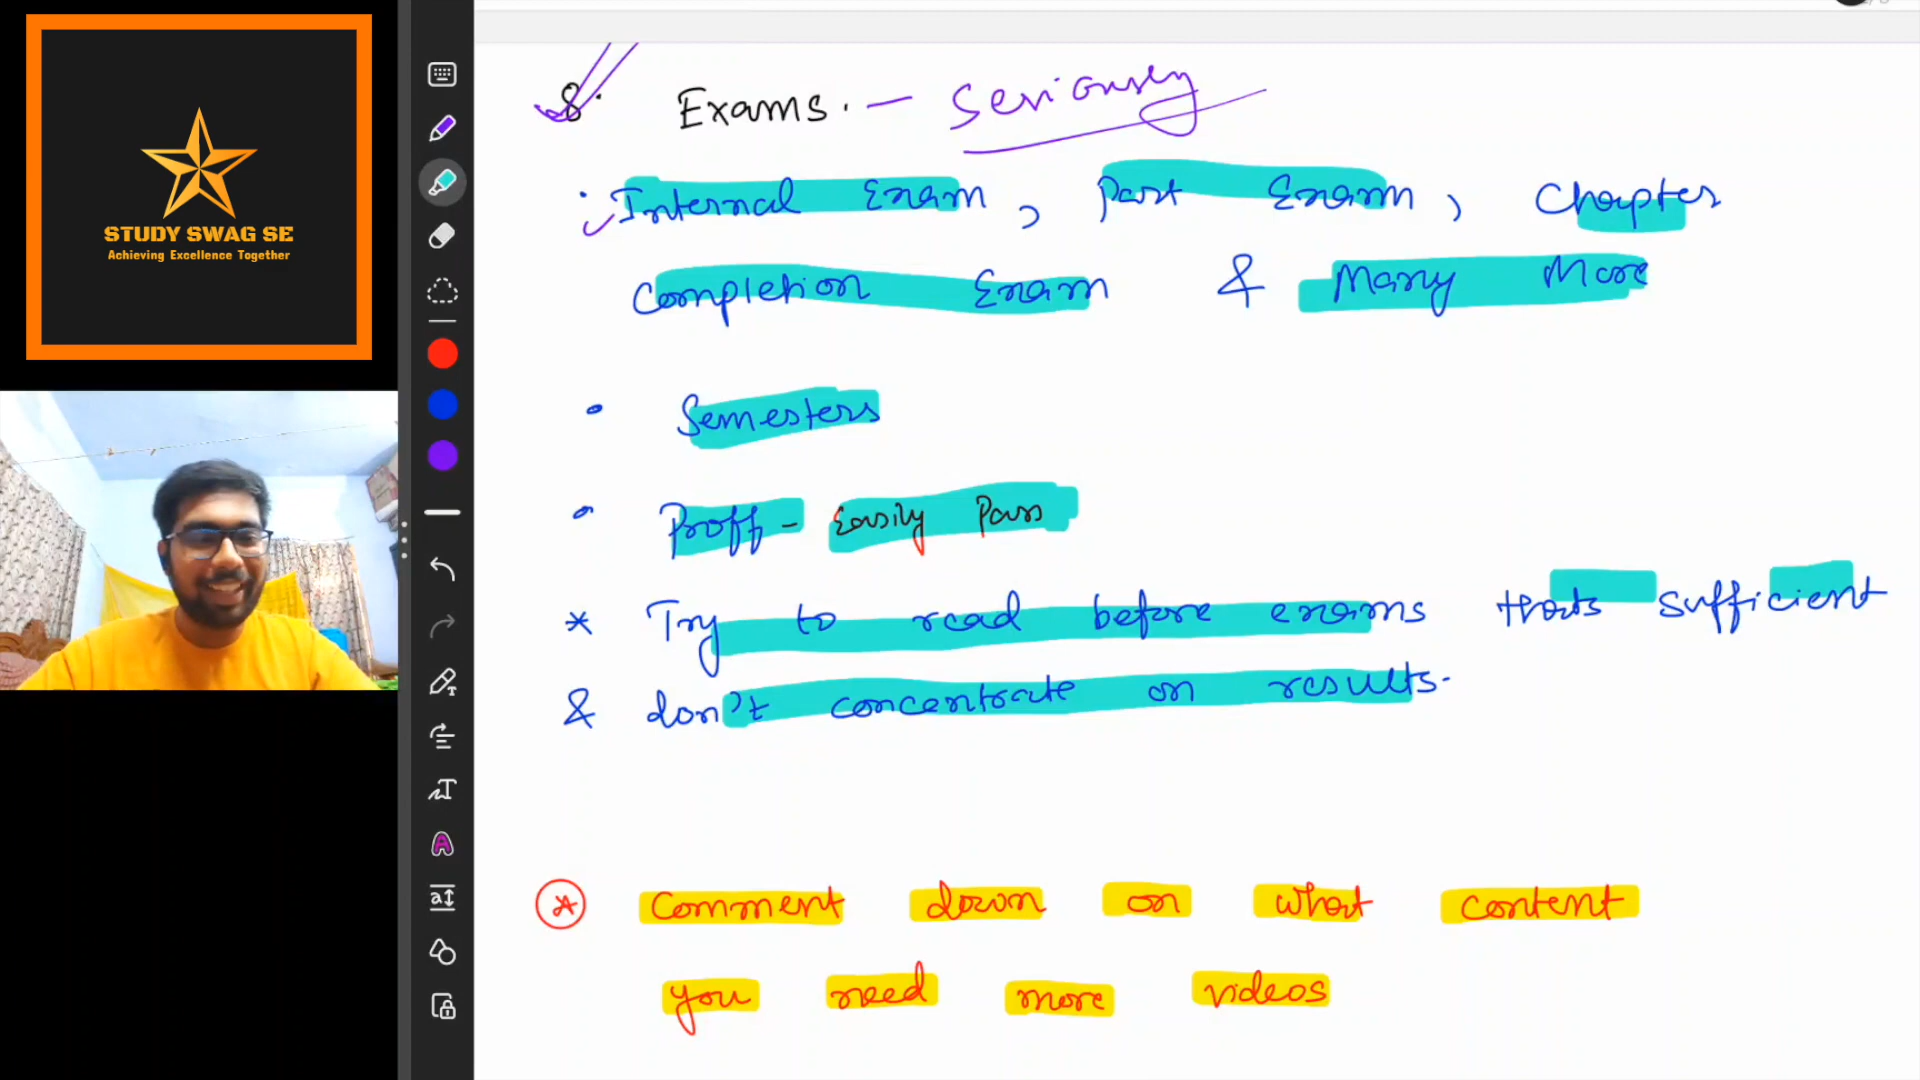 STUDY SWAG SE
Achieving Excellence Together
8. Exams. - Seriously
Internal Exam, Part Exam, Chapter
Completion Exam & Many More
• Semesters
• Proff - Easily Pass
* Try to read before exams thats sufficient
& don't concentrate on results.
* Comment down on what content
you need more videos